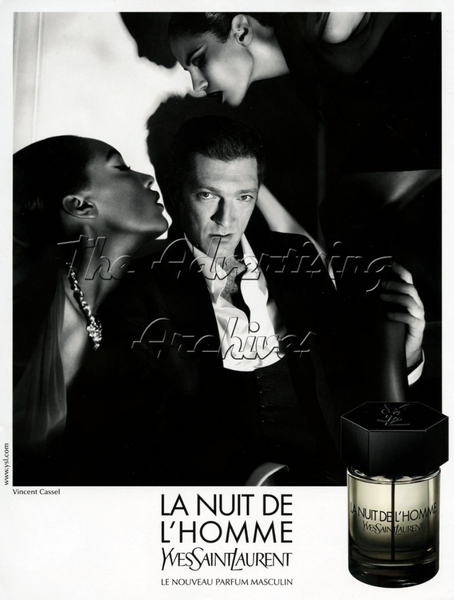 The Advertising
Archives
www.ysl.com
Vincent Cassel
LA NUIT DE
L'HOMME
YVESSAINTLAURENT
LE NOUVEAU PARFUM MASCULIN
YSL
LA NUIT DE L'HOMME
YVESSAINTLAURENT